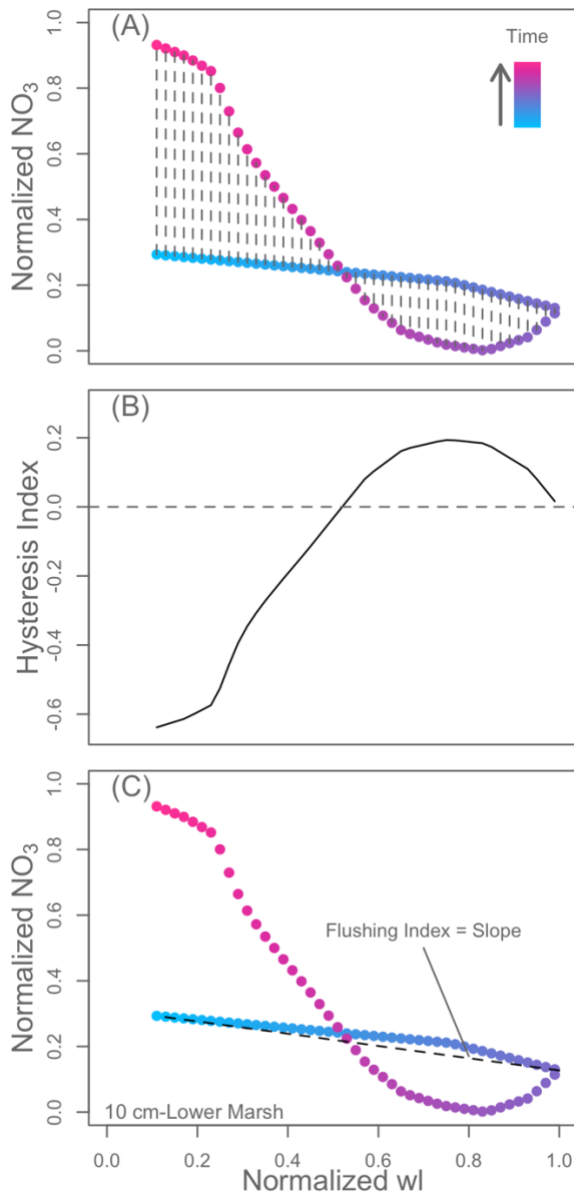 (A)
Time
Normalized NO3
1.0
0.8
0.6
0.4
0.2
0.0
(B)
Hysteresis Index
0.2
0.0
-0.2
-0.4
-0.6
(C)
Normalized NO3
1.0
0.8
0.6
0.4
0.2
0.0
Flushing Index = Slope
10 cm-Lower Marsh
0.0 0.2 0.4 0.6 0.8 1.0
Normalized wl